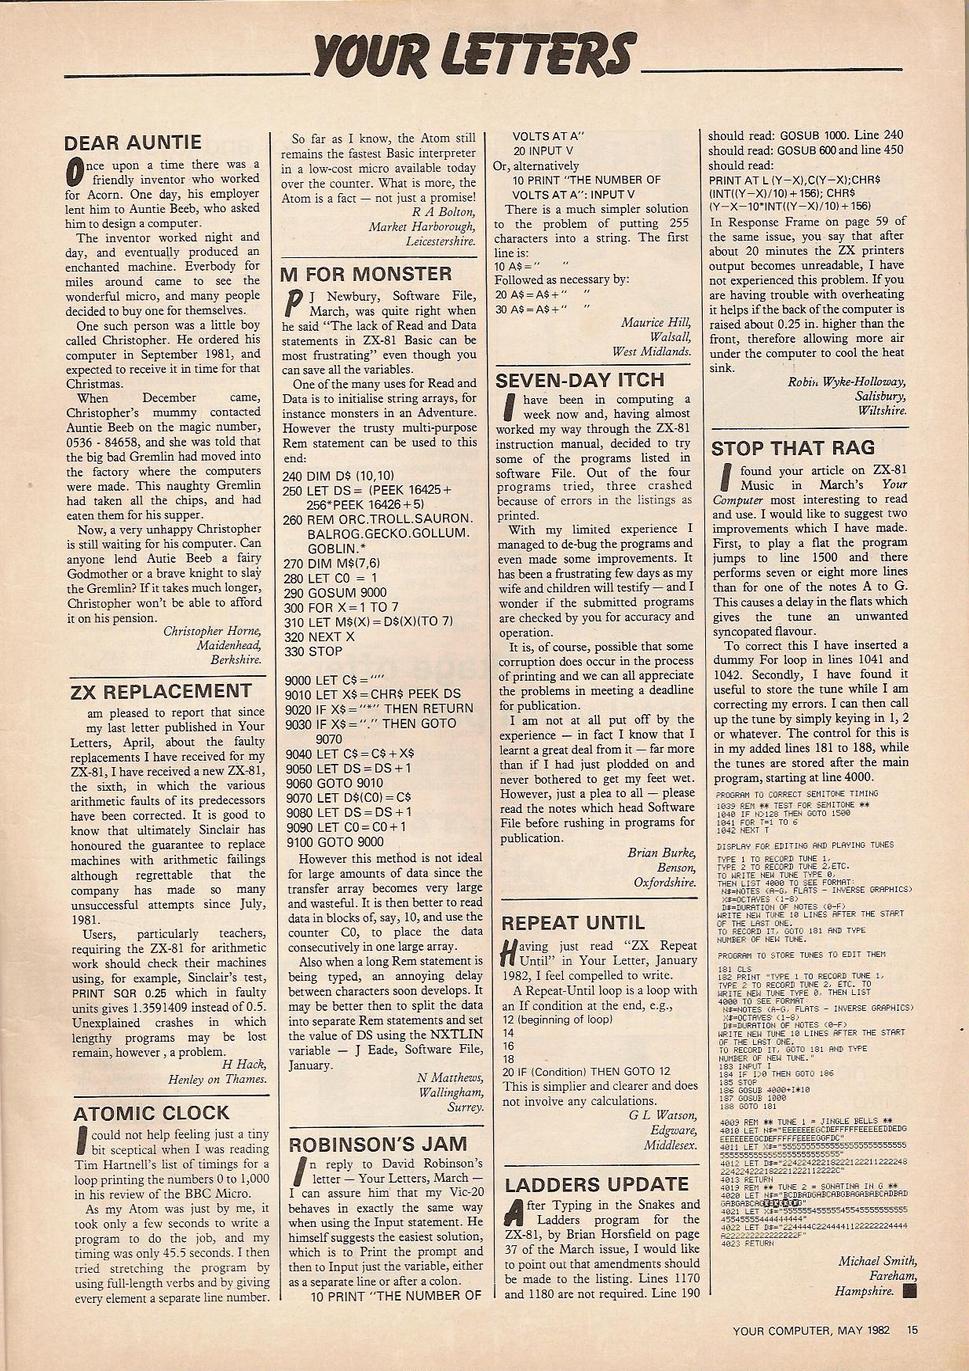 YOUR LETTERS
DEAR AUNTIE
Once upon a time there was a
friendly inventor who worked
for Acorn. One day, his employer
lent him to Auntie Beeb, who asked
him to design a computer.
The inventor worked night and
day, and eventually produced an
enchanted machine. Everbody for
miles around came to see the
wonderful micro, and many people
decided to buy one for themselves.
One such person was a little boy
called Christopher. He ordered his
computer in September 1981, and
expected to receive it in time for that
Christmas.
When December came,
Christopher's mummy contacted
Auntie Beeb on the magic number,
0536 - 84658, and she was told that
the big bad Gremlin had moved into
the factory where the computers
were made. This naughty Gremlin
had taken all the chips, and had
eaten them for his supper.
Now, a very unhappy Christopher
is still waiting for his computer. Can
anyone lend Autie Beeb a fairy
Godmother or a brave knight to slay
the Gremlin? If it takes much longer,
Christopher won't be able to afford
it on his pension.
Christopher Horne,
Maidenhead,
Berkshire.
ZX REPLACEMENT
am pleased to report that since
my last letter published in Your
Letters, April, about the faulty
replacements I have received for my
ZX-81, I have received a new ZX-81,
the sixth, in which the various
arithmetic faults of its predecessors
have been corrected. It is good to
know that ultimately Sinclair has
honoured the guarantee to replace
machines with arithmetic failings
although regrettable that the
company has made so many
unsuccessful attempts since July,
1981.
Users, particularly teachers,
requiring the ZX-81 for arithmetic
work should check their machines
using, for example, Sinclair's test,
PRINT SQR 0.25 which in faulty
units gives 1.3591409 instead of 0.5.
Unexplained crashes in which
lengthy programs may be lost
remain, however , a problem.
H Hack,
Henley on Thames.
ATOMIC CLOCK
I could not help feeling just a tiny
bit sceptical when I was reading
Tim Hartnell's list of timings for a
loop printing the numbers 0 to 1,000
in his review of the BBC Micro.
As my Atom was just by me, it
took only a few seconds to write a
program to do the job, and my
timing was only 45.5 seconds. I then
tried stretching the program by
using full-length verbs and by giving
every element a separate line number.
So far as I know, the Atom still
remains the fastest Basic interpreter
in a low-cost micro available today
over the counter. What is more, the
Atom is a fact — not just a promise!
R A Bolton,
Market Harborough,
Leicestershire.
M FOR MONSTER
P J Newbury, Software File,
March, was quite right when
he said "The lack of Read and Data
statements in ZX-81 Basic can be
most frustrating" even though you
can save all the variables.
One of the many uses for Read and
Data is to initialise string arrays, for
instance monsters in an Adventure.
However the trusty multi-purpose
Rem statement can be used to this
end:
240 DIM D$ (10,10)
250 LET DS = (PEEK 16425 +
256*PEEK 16426 + 5)
260 REM ORC.TROLL.SAURON.
BALROG.GECKO.GOLLUM.
GOBLIN.*
270 DIM M$(7,6)
280 LET C0 = 1
290 GOSUM 9000
300 FOR X = 1 TO 7
310 LET M$(X) = D$(X)(TO 7)
320 NEXT X
330 STOP
9000 LET C$ = ""
9010 LET X$ = CHR$ PEEK DS
9020 IF X$ = "*" THEN RETURN
9030 IF X$ = "." THEN GOTO
9070
9040 LET C$ = C$ + X$
9050 LET DS = DS + 1
9060 GOTO 9010
9070 LET D$(C0) = C$
9080 LET DS = DS + 1
9090 LET C0 = C0 + 1
9100 GOTO 9000
However this method is not ideal
for large amounts of data since the
transfer array becomes very large
and wasteful. It is then better to read
data in blocks of, say, 10, and use the
counter C0, to place the data
consecutively in one large array.
Also when a long Rem statement is
being typed, an annoying delay
between characters soon develops. It
may be better then to split the data
into separate Rem statements and set
the value of DS using the NXTLIN
variable — J Eade, Software File,
January.
N Matthews,
Wallingham,
Surrey.
ROBINSON'S JAM
In reply to David Robinson's
letter — Your Letters, March —
I can assure him that my Vic-20
behaves in exactly the same way
when using the Input statement. He
himself suggests the easiest solution,
which is to Print the prompt and
then to Input just the variable, either
as a separate line or after a colon.
10 PRINT "THE NUMBER OF
VOLTS AT A"
20 INPUT V
Or, alternatively
10 PRINT "THE NUMBER OF
VOLTS AT A": INPUT V
There is a much simpler solution
to the problem of putting 255
characters into a string. The first
line is:
10 A$ = " "
Followed as necessary by:
20 A$ = A$ + " "
30 A$ = A$ + " "
Maurice Hill,
Walsall,
West Midlands.
SEVEN-DAY ITCH
I have been in computing a
week now and, having almost
worked my way through the ZX-81
instruction manual, decided to try
some of the programs listed in
software File. Out of the four
programs tried, three crashed
because of errors in the listings as
printed.
With my limited experience I
managed to de-bug the programs and
even made some improvements. It
has been a frustrating few days as my
wife and children will testify — and I
wonder if the submitted programs
are checked by you for accuracy and
operation.
It is, of course, possible that some
corruption does occur in the process
of printing and we can all appreciate
the problems in meeting a deadline
for publication.
I am not at all put off by the
experience — in fact I know that I
learnt a great deal from it — far more
than if I had just plodded on and
never bothered to get my feet wet.
However, just a plea to all — please
read the notes which head Software
File before rushing in programs for
publication.
Brian Burke,
Benson,
Oxfordshire.
REPEAT UNTIL
Having just read "ZX Repeat
Until" in Your Letter, January
1982, I feel compelled to write.
A Repeat-Until loop is a loop with
an If condition at the end, e.g.,
12 (beginning of loop)
14
16
18
20 IF (Condition) THEN GOTO 12
This is simplier and clearer and does
not involve any calculations.
G L Watson,
Edgware,
Middlesex.
LADDERS UPDATE
After Typing in the Snakes and
Ladders program for the
ZX-81, by Brian Horsfield on page
37 of the March issue, I would like
to point out that amendments should
be made to the listing. Lines 1170
and 1180 are not required. Line 190
should read: GOSUB 1000. Line 240
should read: GOSUB 600 and line 450
should read:
PRINT AT L (Y−X),C(Y−X);CHR$
(INT((Y−X)/10) + 156); CHR$
(Y−X−10*INT((Y−X)/10) + 156)
In Response Frame on page 59 of
the same issue, you say that after
about 20 minutes the ZX printers
output becomes unreadable, I have
not experienced this problem. If you
are having trouble with overheating
it helps if the back of the computer is
raised about 0.25 in. higher than the
front, therefore allowing more air
under the computer to cool the heat
sink.
Robin Wyke-Holloway,
Salisbury,
Wiltshire.
STOP THAT RAG
I found your article on ZX-81
Music in March's Your
Computer most interesting to read
and use. I would like to suggest two
improvements which I have made.
First, to play a flat the program
jumps to line 1500 and there
performs seven or eight more lines
than for one of the notes A to G.
This causes a delay in the flats which
gives the tune an unwanted
syncopated flavour.
To correct this I have inserted a
dummy For loop in lines 1041 and
1042. Secondly, I have found it
useful to store the tune while I am
correcting my errors. I can then call
up the tune by simply keying in 1, 2
or whatever. The control for this is
in my added lines 181 to 188, while
the tunes are stored after the main
program, starting at line 4000.
PROGRAM TO CORRECT SEMITONE TIMING
1039 REM ** TEST FOR SEMITONE **
1040 IF N>128 THEN GOTO 1500
1041 FOR T=1 TO 6
1042 NEXT T
DISPLAY FOR EDITING AND PLAYING TUNES
TYPE 1 TO RECORD TUNE 1,
TYPE 2 TO RECORD TUNE 2,ETC.
TO WRITE NEW TUNE TYPE 0,
THEN LIST 4000 TO SEE FORMAT:
N$=NOTES (A-G, FLATS - INVERSE GRAPHICS)
X$=OCTAVES (1-8)
D$=DURATION OF NOTES (0-F)
WRITE NEW TUNE 10 LINES AFTER THE START
OF THE LAST ONE.
TO RECORD IT, GOTO 181 AND TYPE
NUMBER OF NEW TUNE.
PROGRAM TO STORE TUNES TO EDIT THEM
181 CLS
182 PRINT "TYPE 1 TO RECORD TUNE 1,
TYPE 2 TO RECORD TUNE 2, ETC. TO
WRITE NEW TUNE TYPE 0, THEN LIST
4000 TO SEE FORMAT
N$=NOTES (A-G, FLATS - INVERSE GRAPHICS)
X$=OCTAVES (1-8)
D$=DURATION OF NOTES (0-F)
WRITE NEW TUNE 10 LINES AFTER THE START
OF THE LAST ONE.
TO RECORD IT, GOTO 181 AND TYPE
NUMBER OF NEW TUNE."
183 INPUT I
184 IF I>0 THEN GOTO 186
185 STOP
186 GOSUB 4000+I*10
187 GOSUB 1000
188 GOTO 181
4009 REM ** TUNE 1 = JINGLE BELLS **
4010 LET
4011 LET
4012 LET
4013 RETURN
4019 REM ** TUNE 2 = SONATINA IN G **
4020 LET
4021 LET
4022 LET
4023 RETURN
Michael Smith,
Fareham,
Hampshire.
YOUR COMPUTER, MAY 1982 15